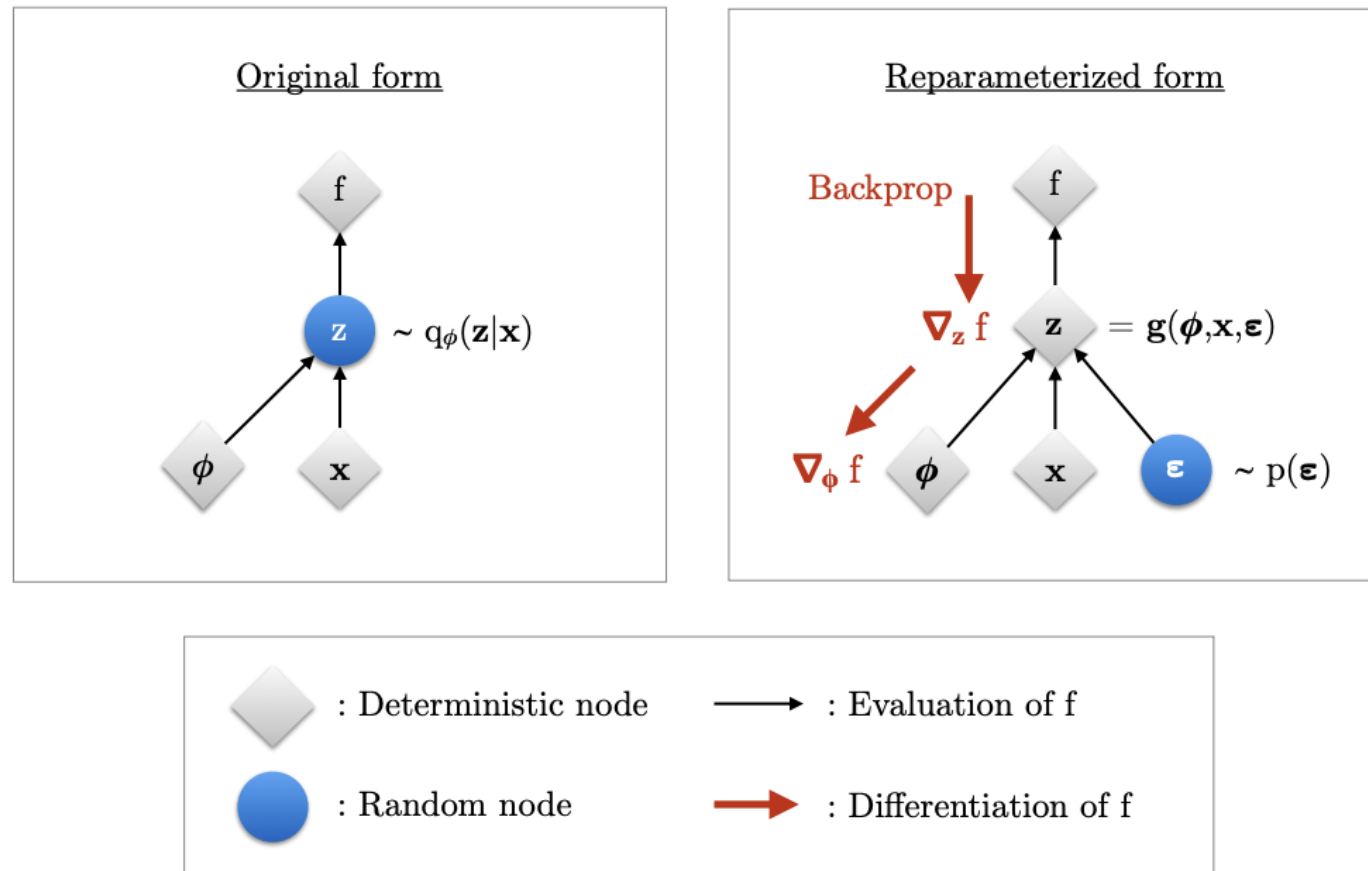 Original form
f
z ~ qϕ(z|x)
ϕ x
Reparameterized form
Backprop f
∇z f z = g(ϕ,x,ε)
∇ϕ f ϕ x ε ~ p(ε)
: Deterministic node : Evaluation of f
: Random node : Differentiation of f